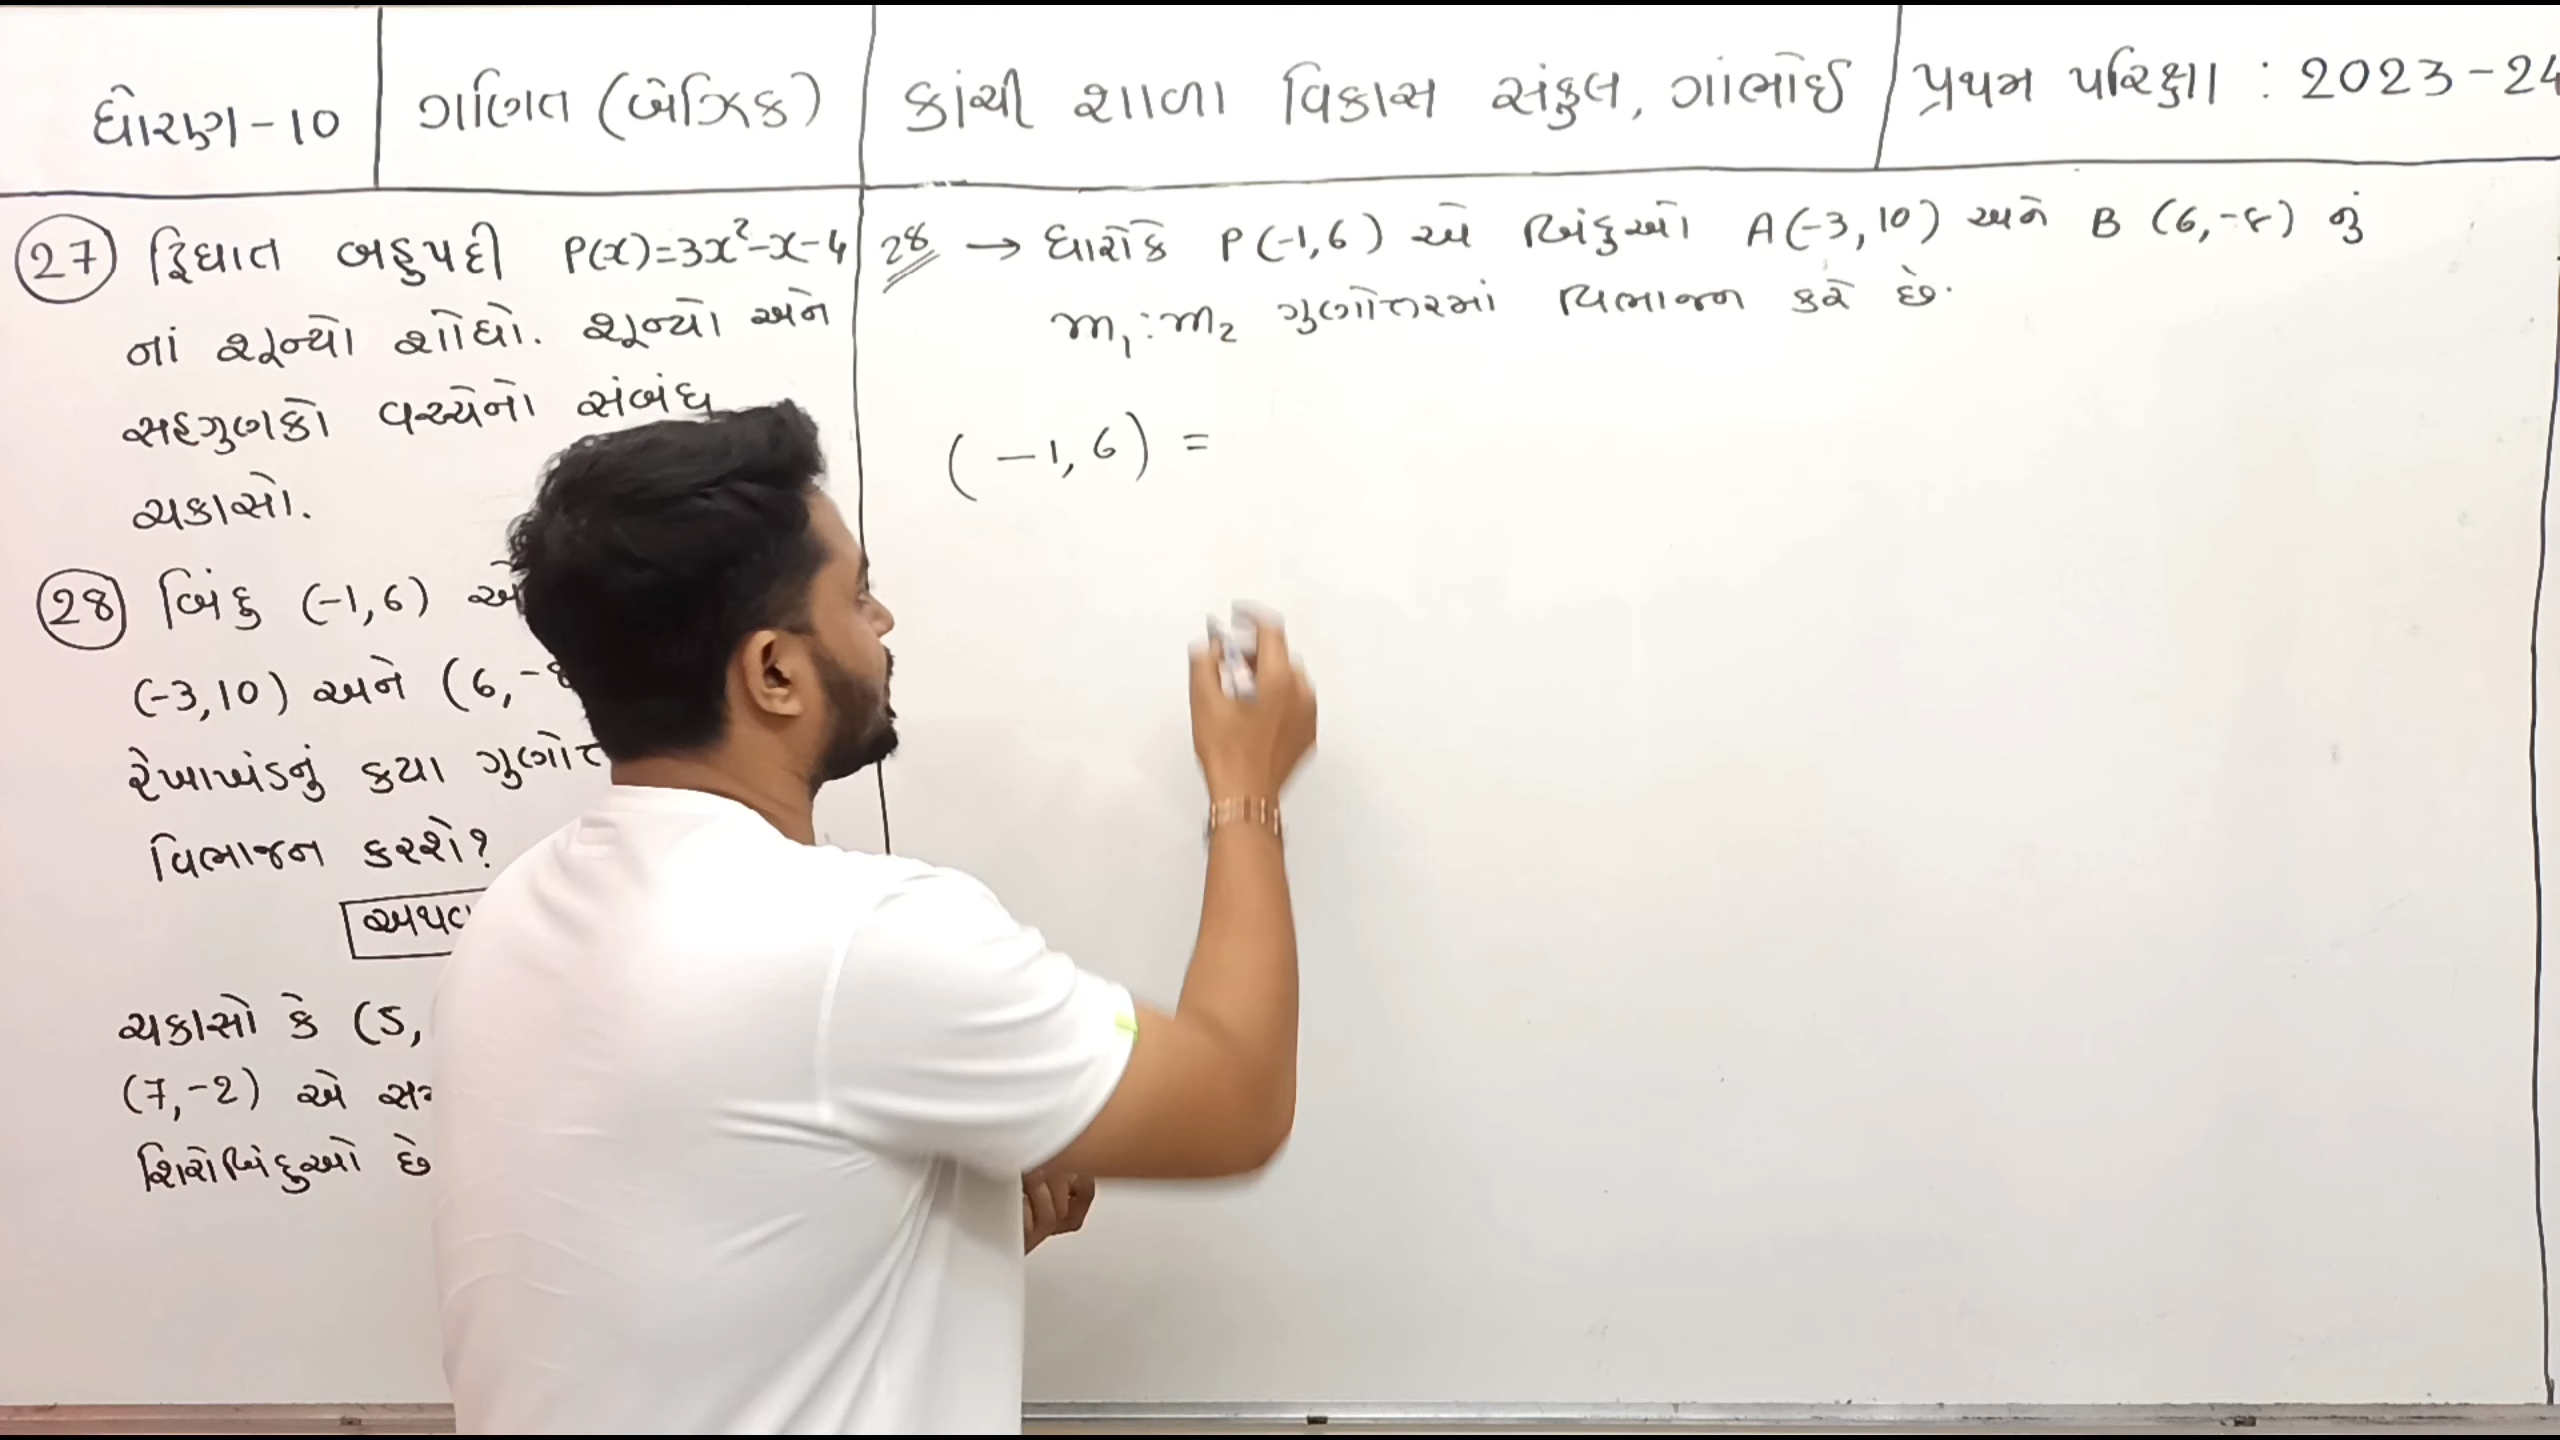 ધોરણ-10
ગણિત (બેઝિક)
કાંચી શાળા વિકાસ સંકુલ, ગાંભોઈ
પ્રથમ પરિક્ષા : 2023-24
27 દ્વિઘાત બહુપદી P(x)=3x²-x-4
નાં શૂન્યો શોધો. શૂન્યો અને
સહગુણકો વચ્ચેનો સંબંધ
ચકાસો.
28 બિંદુ (-1,6) એ
(-3,10) અને (6,-8
રેખાખંડનું કયા
વિભાજન કરશે?
ચકાસો કે (5,
(7,-2) એ
શિરોબિંદુઓ છે
28 → ધારોકે P(-1,6) એ બિંદુઓ A(-3,10) અને B (6,-8) નું
m₁:m₂ ગુણોત્તરમાં વિભાજન કરે છે.
(-1,6) =